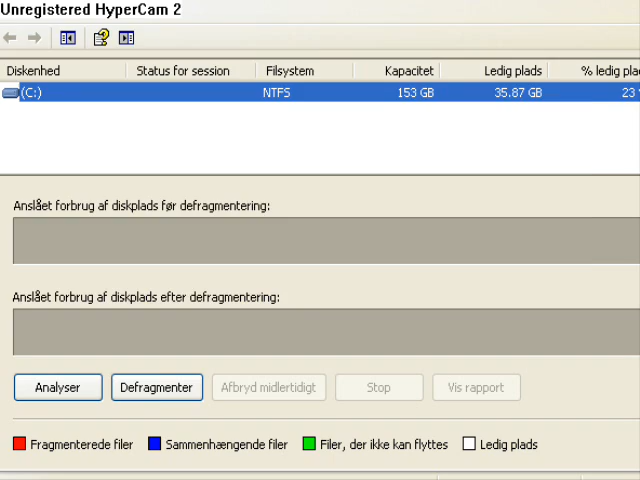 Unregistered HyperCam 2
Diskenhed Status for session Filsystem Kapacitet Ledig plads % ledig pla
(C:) NTFS 153 GB 35.87 GB 23
Anslået forbrug af diskplads før defragmentering:
Anslået forbrug af diskplads efter defragmentering:
Analyser Defragmenter Afbryd midlertidigt Stop Vis rapport
Fragmenterede filer Sammenhængende filer Filer, der ikke kan flyttes Ledig plads